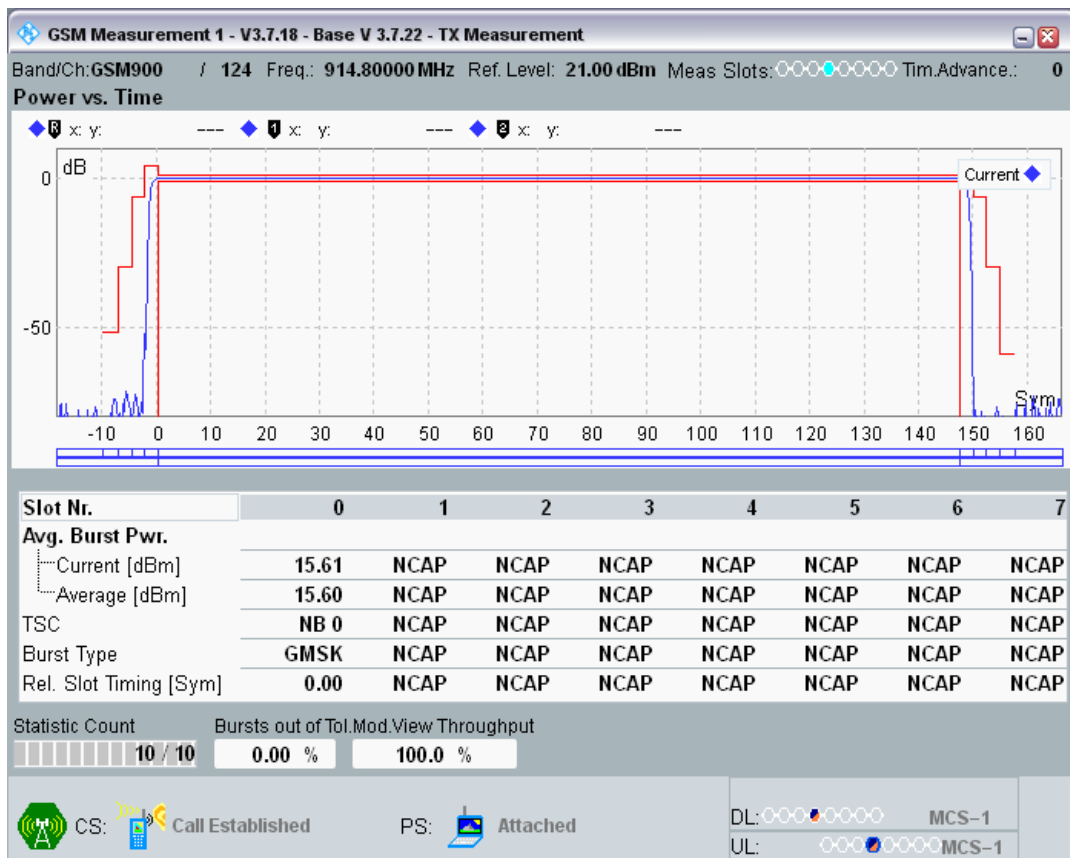 GSM Measurement 1 - V3.7.18 - Base V 3.7.22 - TX Measurement
Band/Ch:GSM900 / 124 Freq.: 914.80000 MHz Ref. Level: 21.00 dBm Meas Slots: Tim.Advance.: 0
Power vs. Time
R x: y: --- 1 x: y: --- 2 x: y: ---
dB
Current
0
-50
Sym
-10 0 10 20 30 40 50 60 70 80 90 100 110 120 130 140 150 160
Slot Nr. 0 1 2 3 4 5 6 7
Avg. Burst Pwr.
Current [dBm] 15.61 NCAP NCAP NCAP NCAP NCAP NCAP NCAP
Average [dBm] 15.60 NCAP NCAP NCAP NCAP NCAP NCAP NCAP
TSC NB 0 NCAP NCAP NCAP NCAP NCAP NCAP NCAP
Burst Type GMSK NCAP NCAP NCAP NCAP NCAP NCAP NCAP
Rel. Slot Timing [Sym] 0.00 NCAP NCAP NCAP NCAP NCAP NCAP NCAP
Statistic Count Bursts out of Tol. Mod.View Throughput
10 / 10 0.00 % 100.0 %
CS: Call Established PS: Attached
DL: MCS-1
UL: MCS-1